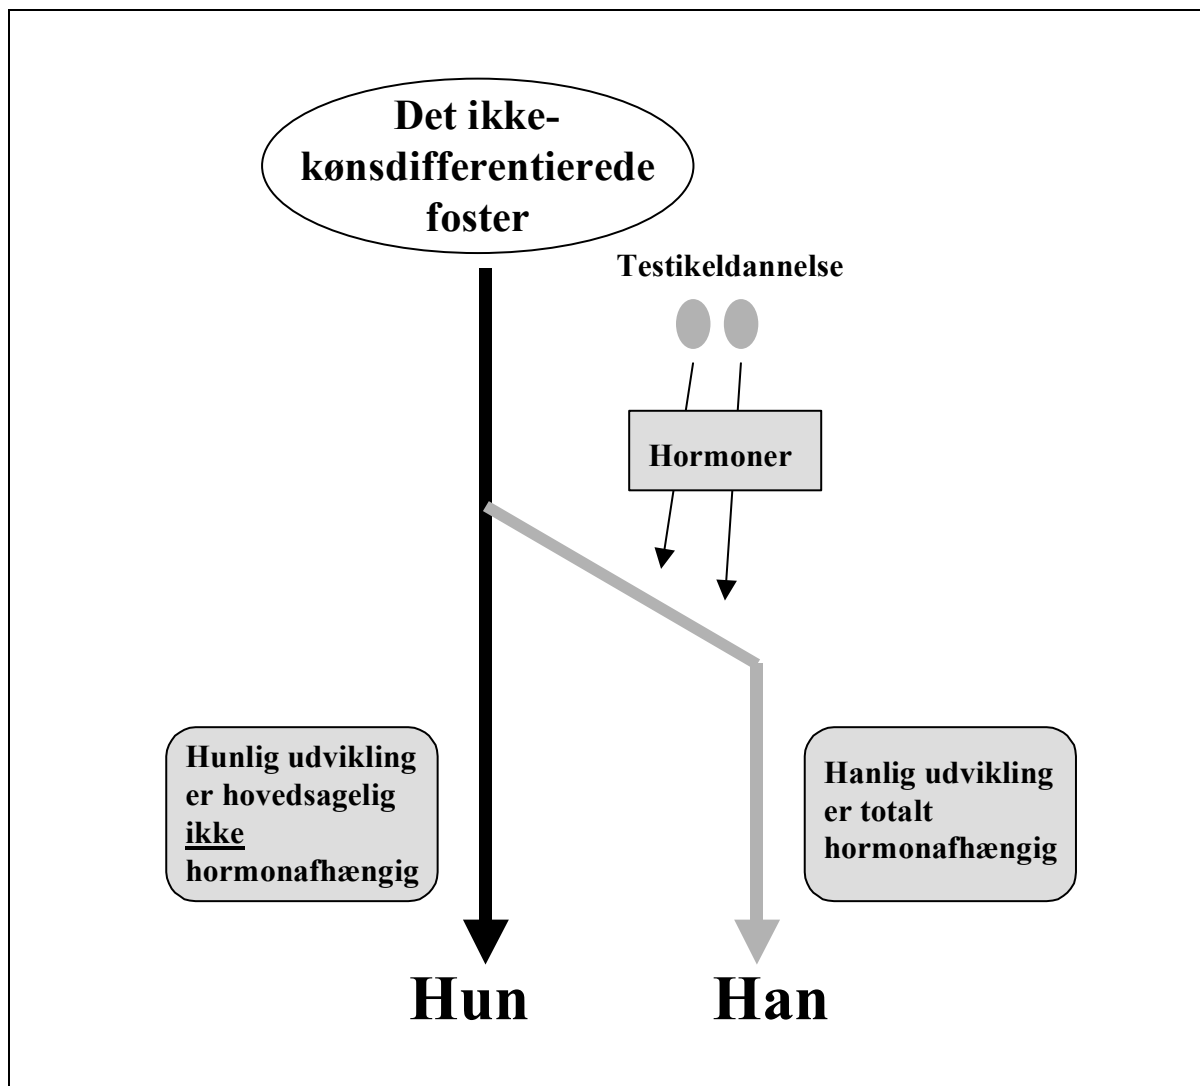 Det ikke-
kønsdifferentierede
foster
Testikeldannelse
Hormoner
Hunlig udvikling
er hovedsagelig
ikke
hormonafhængig
Hanlig udvikling
er totalt
hormonafhængig
Hun
Han